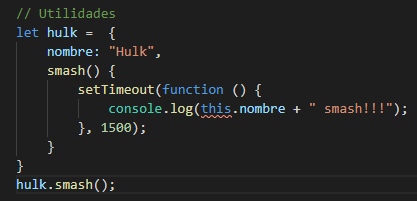 // Utilidades
let hulk =  {
    nombre: "Hulk",
    smash() {
        setTimeout(function () {
            console.log(this.nombre + " smash!!!");
        }, 1500);
    }
}
hulk.smash();